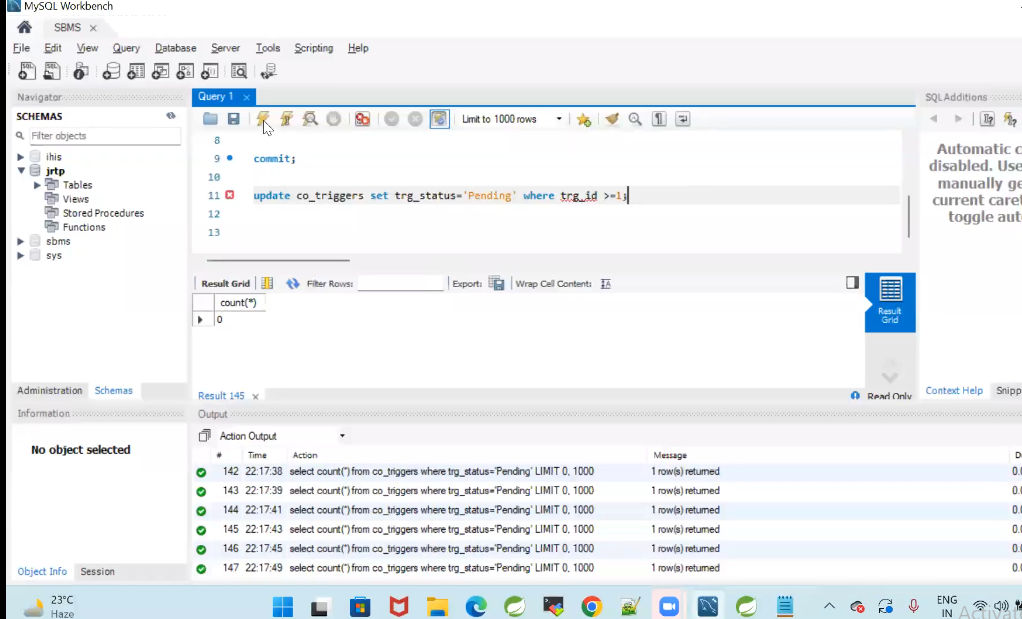 MySQL Workbench
SBMS
File Edit View Query Database Server Tools Scripting Help
Navigator
SCHEMAS
Filter objects
ihis
jrtp
Tables
Views
Stored Procedures
Functions
sbms
sys
Administration Schemas
Information
No object selected
Object Info Session
Query 1
Limit to 1000 rows
8
9 commit;
10
11 update co_triggers set trg_status='Pending' where trg_id >=1;
12
13
Result Grid Filter Rows: Export: Wrap Cell Content:
count(*)
0
Result Grid
Result 145
Read Only
Output
Action Output
# Time Action Message
142 22:17:38 select count(*) from co_triggers where trg_status='Pending' LIMIT 0, 1000 1 row(s) returned 0.0
143 22:17:39 select count(*) from co_triggers where trg_status='Pending' LIMIT 0, 1000 1 row(s) returned 0.0
144 22:17:41 select count(*) from co_triggers where trg_status='Pending' LIMIT 0, 1000 1 row(s) returned 0.0
145 22:17:43 select count(*) from co_triggers where trg_status='Pending' LIMIT 0, 1000 1 row(s) returned 0.0
146 22:17:45 select count(*) from co_triggers where trg_status='Pending' LIMIT 0, 1000 1 row(s) returned 0.0
147 22:17:49 select count(*) from co_triggers where trg_status='Pending' LIMIT 0, 1000 1 row(s) returned 0.0
SQLAdditions
Automatic c
disabled. Use
manually ge
current caret
toggle aut
Context Help Snipp
23°C
Haze
ENG
IN
Activat